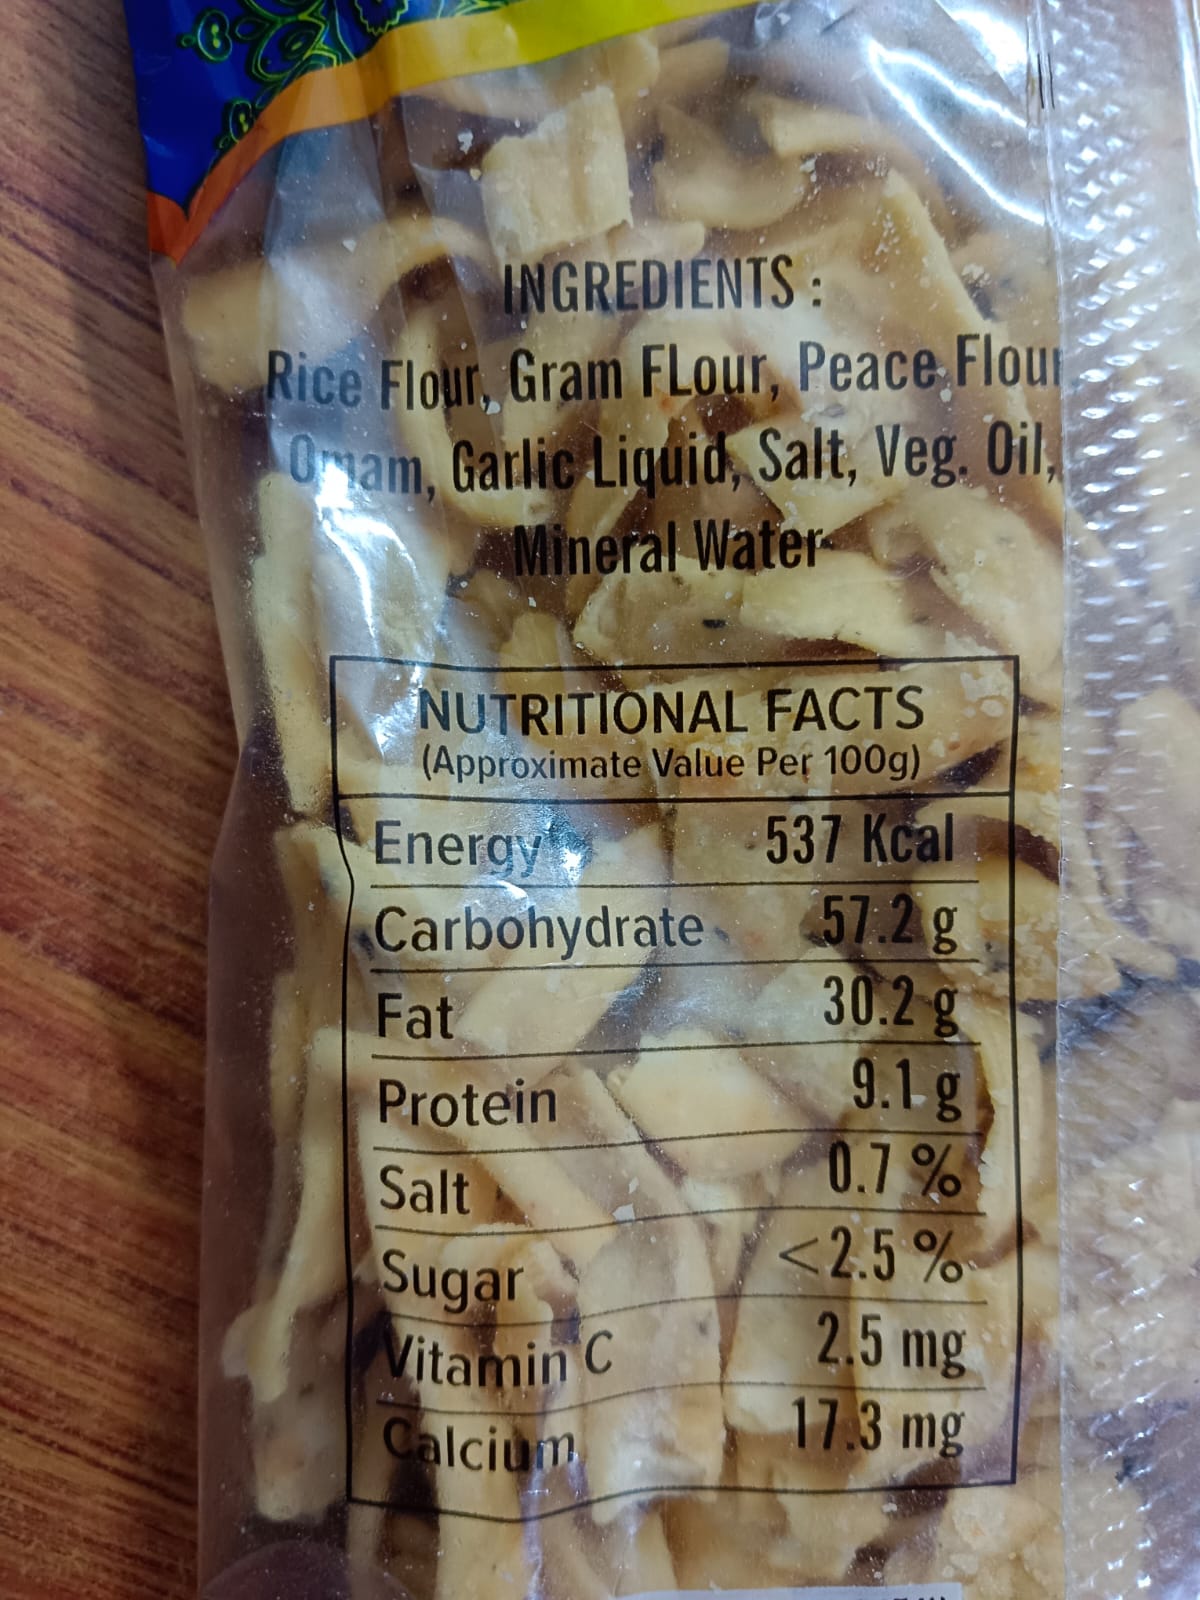 INGREDIENTS :
Rice Flour, Gram FLour, Peace Flour
Omam, Garlic Liquid, Salt, Veg. Oil,
Mineral Water
NUTRITIONAL FACTS
(Approximate Value Per 100g)
Energy 537 Kcal
Carbohydrate 57.2 g
Fat 30.2 g
Protein 9.1 g
Salt 0.7 %
Sugar <2.5 %
Vitamin C 2.5 mg
Calcium 17.3 mg